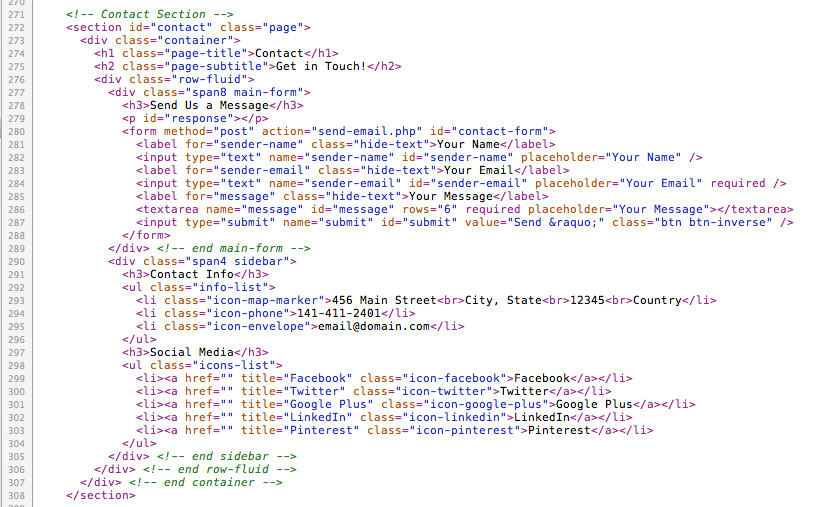 271 <!-- Contact Section -->
272 <section id="contact" class="page">
273 <div class="container">
274 <h1 class="page-title">Contact</h1>
275 <h2 class="page-subtitle">Get in Touch!</h2>
276 <div class="row-fluid">
277 <div class="span8 main-form">
278 <h3>Send Us a Message</h3>
279 <p id="response"></p>
280 <form method="post" action="send-email.php" id="contact-form">
281 <label for="sender-name" class="hide-text">Your Name</label>
282 <input type="text" name="sender-name" id="sender-name" placeholder="Your Name" />
283 <label for="sender-email" class="hide-text">Your Email</label>
284 <input type="text" name="sender-email" id="sender-email" placeholder="Your Email" required />
285 <label for="message" class="hide-text">Your Message</label>
286 <textarea name="message" id="message" rows="6" required placeholder="Your Message"></textarea>
287 <input type="submit" name="submit" id="submit" value="Send &raquo;" class="btn btn-inverse" />
288 </form>
289 </div> <!-- end main-form -->
290 <div class="span4 sidebar">
291 <h3>Contact Info</h3>
292 <ul class="info-list">
293 <li class="icon-map-marker">456 Main Street<br>City, State<br>12345<br>Country</li>
294 <li class="icon-phone">141-411-2401</li>
295 <li class="icon-envelope">email@domain.com</li>
296 </ul>
297 <h3>Social Media</h3>
298 <ul class="icons-list">
299 <li><a href="" title="Facebook" class="icon-facebook">Facebook</a></li>
300 <li><a href="" title="Twitter" class="icon-twitter">Twitter</a></li>
301 <li><a href="" title="Google Plus" class="icon-google-plus">Google Plus</a></li>
302 <li><a href="" title="LinkedIn" class="icon-linkedin">LinkedIn</a></li>
303 <li><a href="" title="Pinterest" class="icon-pinterest">Pinterest</a></li>
304 </ul>
305 </div> <!-- end sidebar -->
306 </div> <!-- end row-fluid -->
307 </div> <!-- end container -->
308 </section>